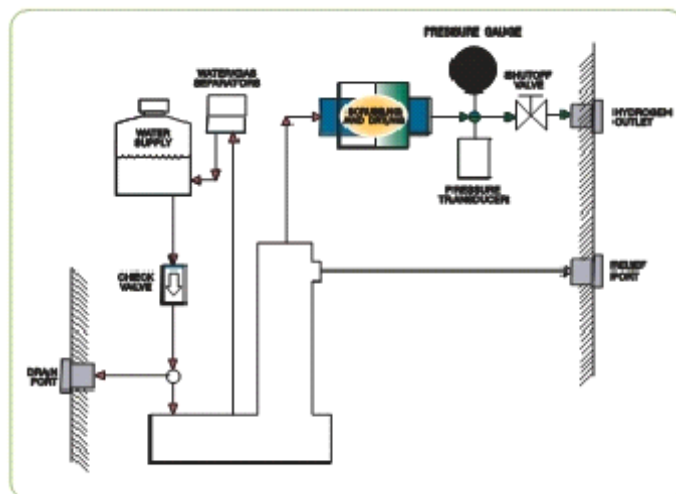 PRESSURE GAUGE
SHUTOFF
VALVE
WATER/GAS
SEPARATORS
SCRUBBING
AND DRYING
HYDROGEN
OUTLET
WATER
SUPPLY
PRESSURE
TRANSDUCER
RELIEF
PORT
CHECK
VALVE
DRAIN
PORT